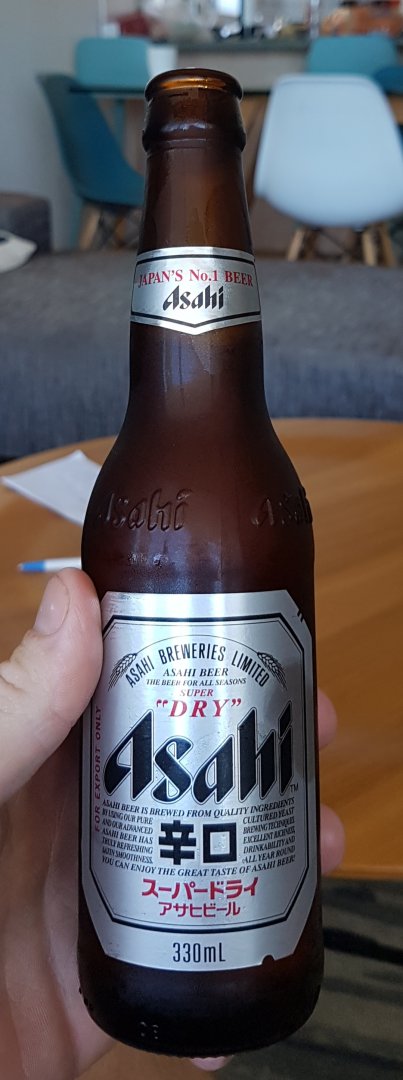 JAPAN'S No.1 BEER
Asahi
Asahi
Asahi
ASAHI BREWERIES LIMITED
ASAHI BEER
THE BEER FOR ALL SEASONS
SUPER
"DRY"
Asahi™
FOR EXPORT ONLY
ASAHI BEER IS BREWED FROM QUALITY INGREDIENTS
BY USING OUR PURE CULTURED YEAST
AND OUR ADVANCED BREWING TECHNIQUES.
ASAHI BEER HAS EXCELLENT RICHNESS,
TRULY REFRESHING DRINKABILITY AND
SATIN SMOOTHNESS. ALL YEAR ROUND
YOU CAN ENJOY THE GREAT TASTE OF ASAHI BEER!
辛口
スーパードライ
アサヒビール
330mL